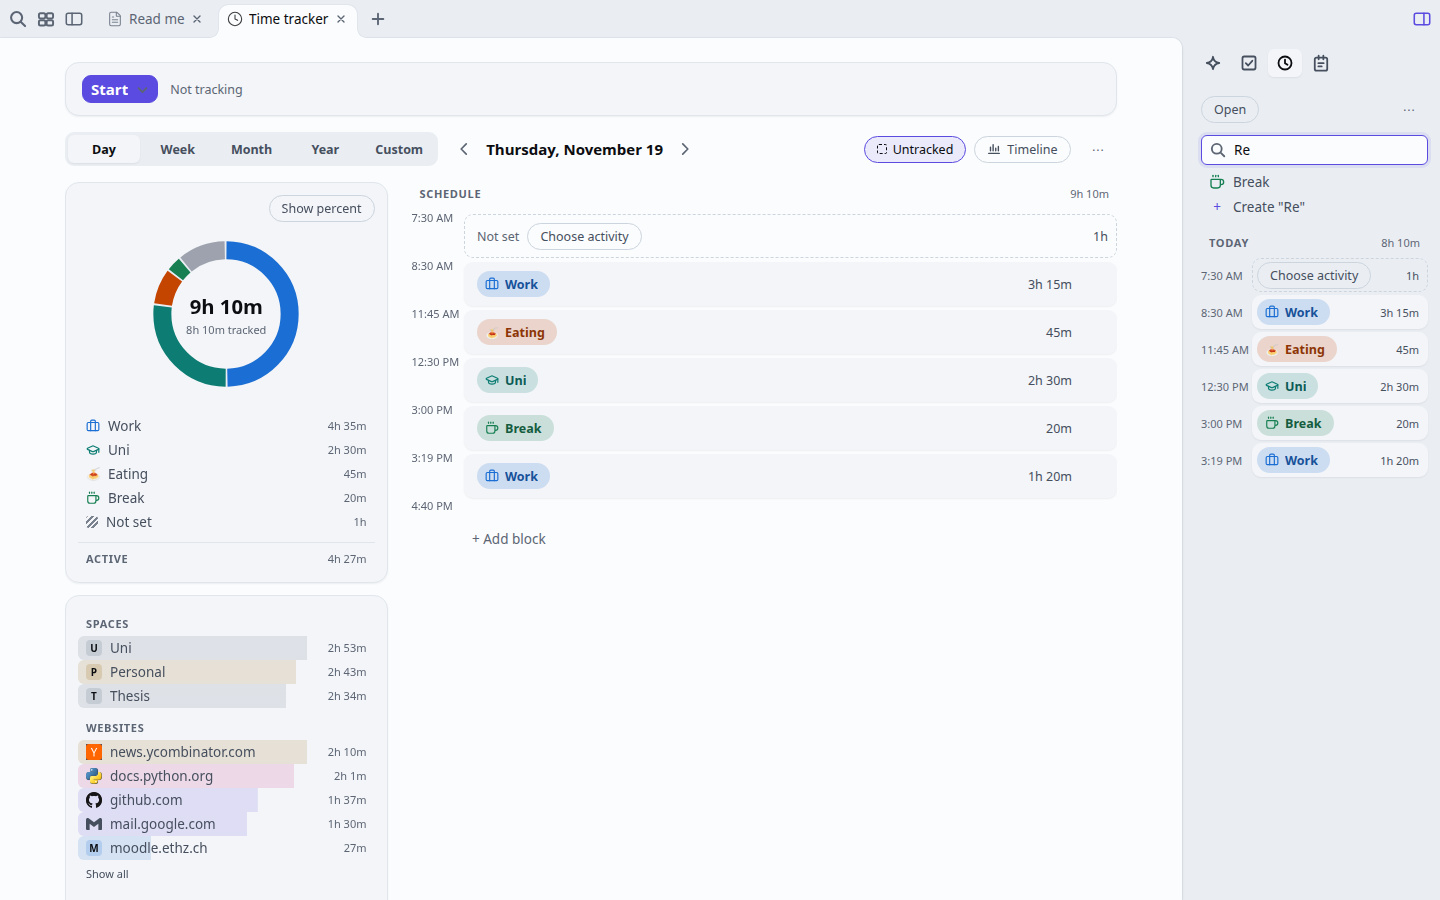 Read me
Time tracker
Start
Not tracking
Day
Week
Month
Year
Custom
Thursday, November 19
Untracked
Timeline
Show percent
9h 10m
8h 10m tracked
Work 4h 35m
Uni 2h 30m
Eating 45m
Break 20m
Not set 1h
ACTIVE 4h 27m
SPACES
U Uni 2h 53m
P Personal 2h 43m
T Thesis 2h 34m
WEBSITES
Y news.ycombinator.com 2h 10m
docs.python.org 2h 1m
github.com 1h 37m
mail.google.com 1h 30m
M moodle.ethz.ch 27m
Show all
SCHEDULE 9h 10m
7:30 AM
Not set Choose activity 1h
8:30 AM
Work 3h 15m
11:45 AM
Eating 45m
12:30 PM
Uni 2h 30m
3:00 PM
Break 20m
3:19 PM
Work 1h 20m
4:40 PM
+ Add block
Open
Re
Break
+ Create "Re"
TODAY 8h 10m
7:30 AM Choose activity 1h
8:30 AM Work 3h 15m
11:45 AM Eating 45m
12:30 PM Uni 2h 30m
3:00 PM Break 20m
3:19 PM Work 1h 20m